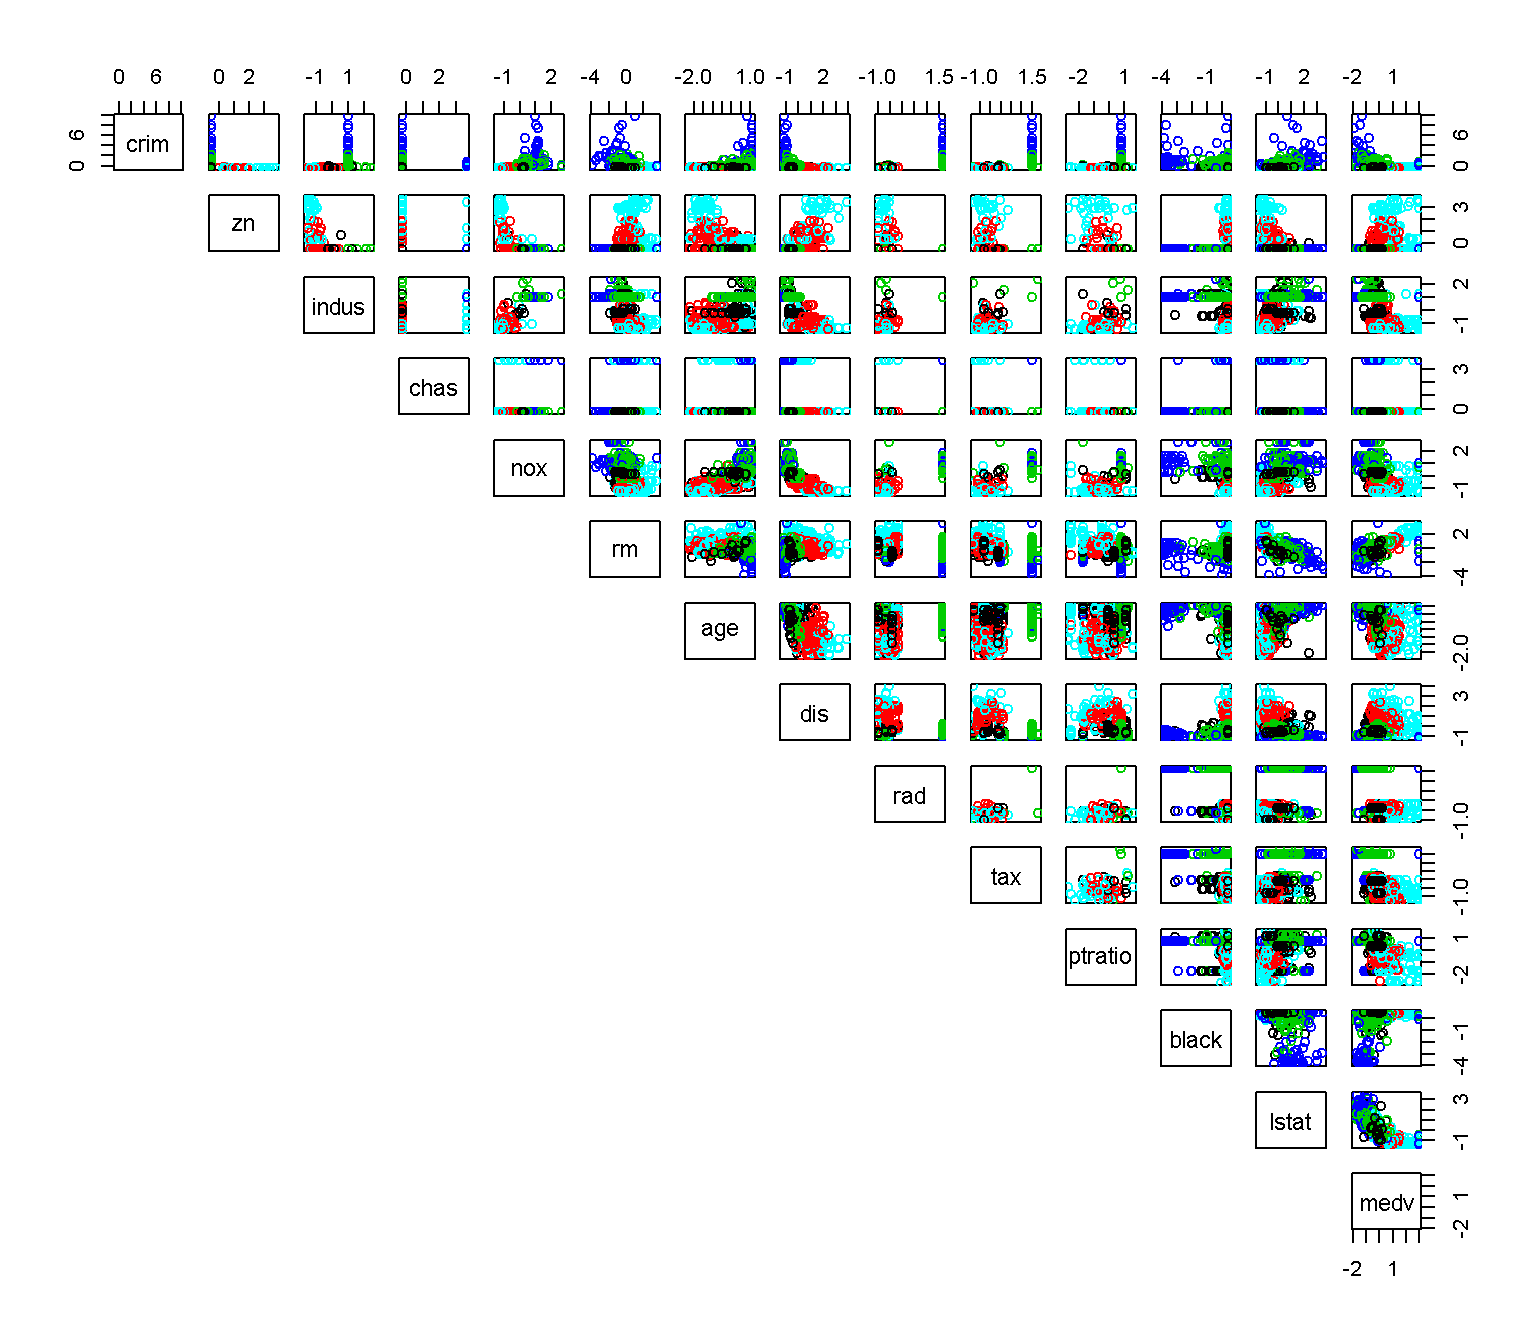 0 6 0 2 -1 1 0 2 -1 2 -4 0 -2.0 1.0 -1 2 -1.0 1.5 -1.0 1.5 -2 1 -4 -1 -1 2 -2 1
0 6 crim 0 6
zn 0 3
indus -1 2
chas 0 3
nox -1 2
rm -4 2
age -2.0
dis -1 3
rad -1.0
tax -1.0
ptratio -2 1
black -4 -1
lstat -1 3
medv -2 1
-2 1